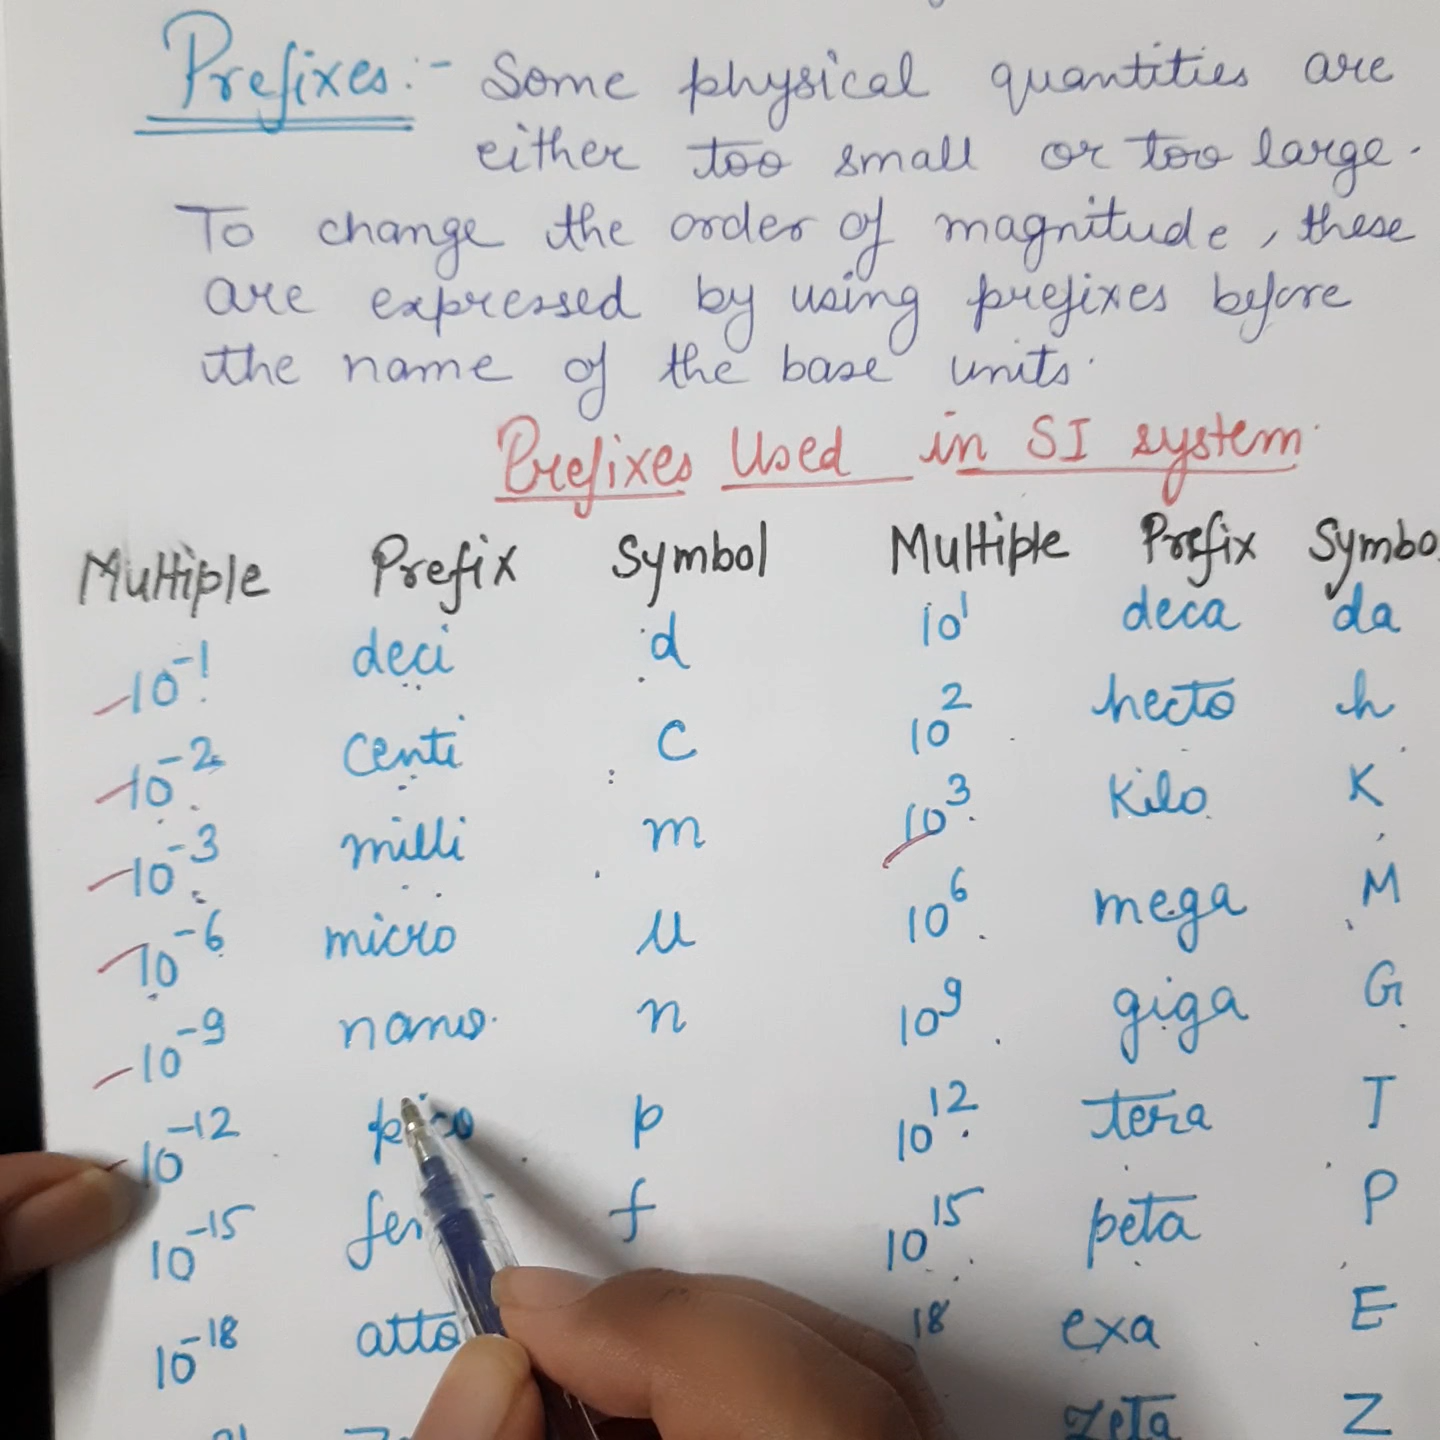 Prefixes:- Some physical quantities are
either too small or too large.
To change the order of magnitude, these
are expressed by using prefixes before
the name of the base units.
Prefixes Used in SI system
Multiple Prefix Symbol Multiple Prefix Symbo
10⁻¹ deci d 10¹ deca da
10⁻² centi c 10² hecto h
10⁻³ milli m 10³ Kilo K
10⁻⁶ micro μ 10⁶ mega M
10⁻⁹ nano n 10⁹ giga G
10⁻¹² pico p 10¹² tera T
10⁻¹⁵ f 10¹⁵ peta P
10⁻¹⁸ atto 18 exa E
zeta Z